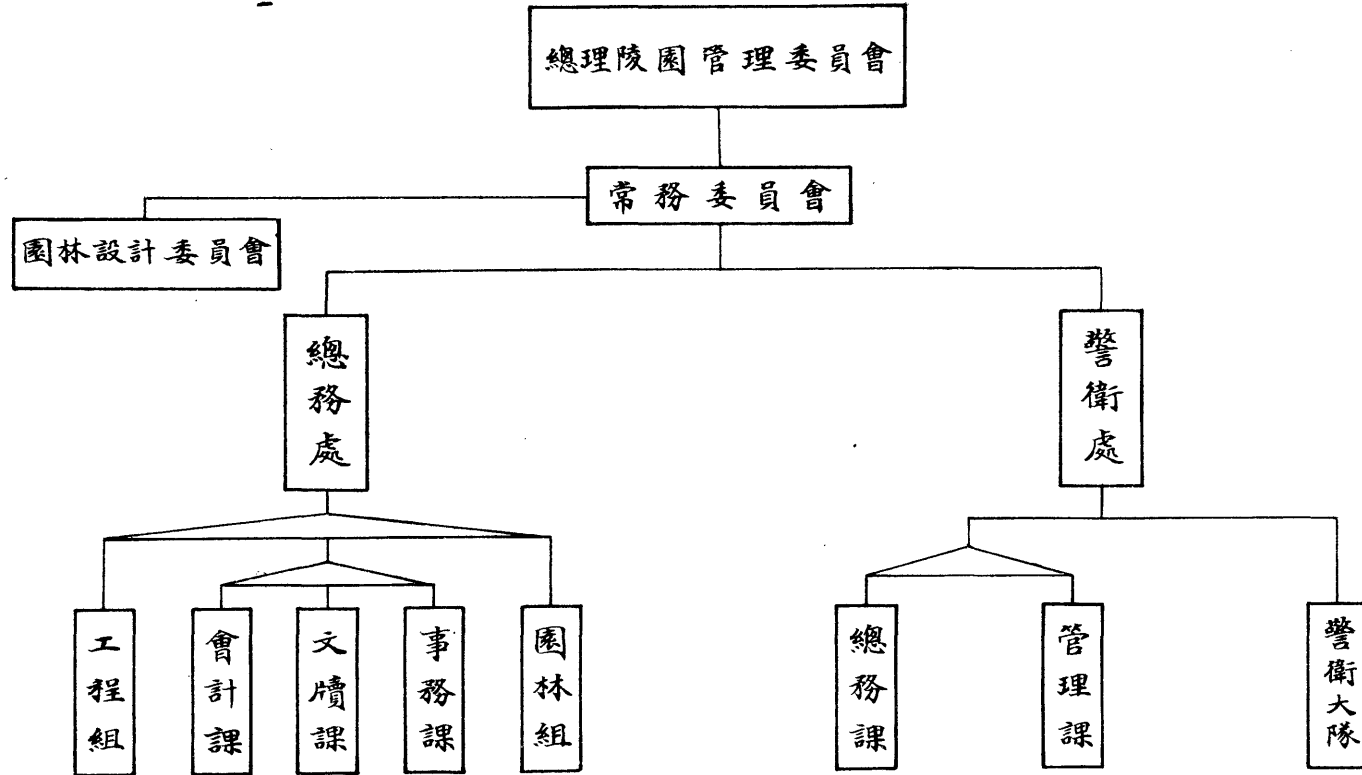 總理陵園管理委員會
常務委員會
園林設計委員會
總務處
警衛處
工程組
會計課
文牘課
事務課
園林組
總務課
管理課
警衛大隊